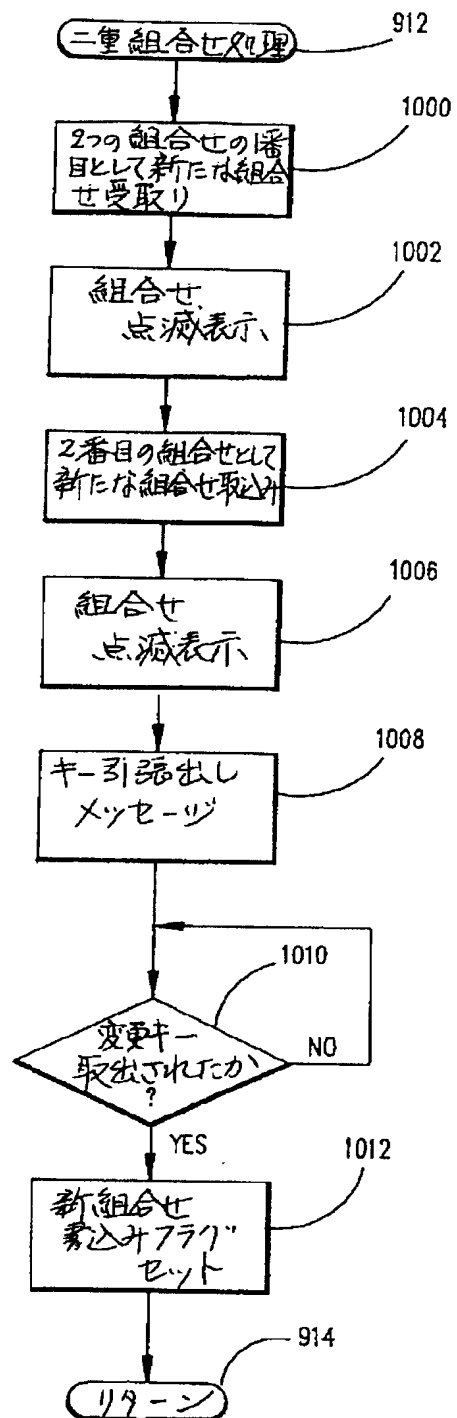 二重組合せ処理
912
2つの組合せの1番
目として新たな組合
せ受取り
1000
組合せ
点滅表示
1002
2番目の組合せとして
新たな組合せ取込み
1004
組合せ
点滅表示
1006
キー引張出し
メッセージ
1008
1010
変更キー
取出されたか
?
NO
YES
新組合せ
書込みフラグ
セット
1012
914
リターン